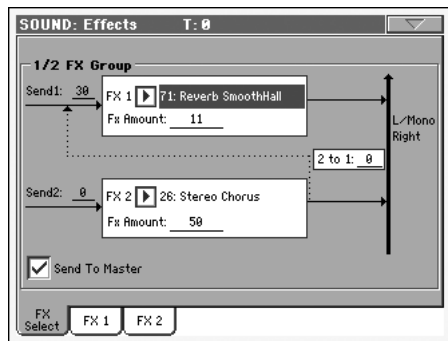 SOUND: Effects T:0
1/2 FX Group
Send1: 30
FX 1 71: Reverb SmoothHall
Fx Amount: 11
L/Mono
Right
2 to 1: 0
Send2: 0
FX 2 26: Stereo Chorus
Fx Amount: 50
Send To Master
FX Select FX 1 FX 2